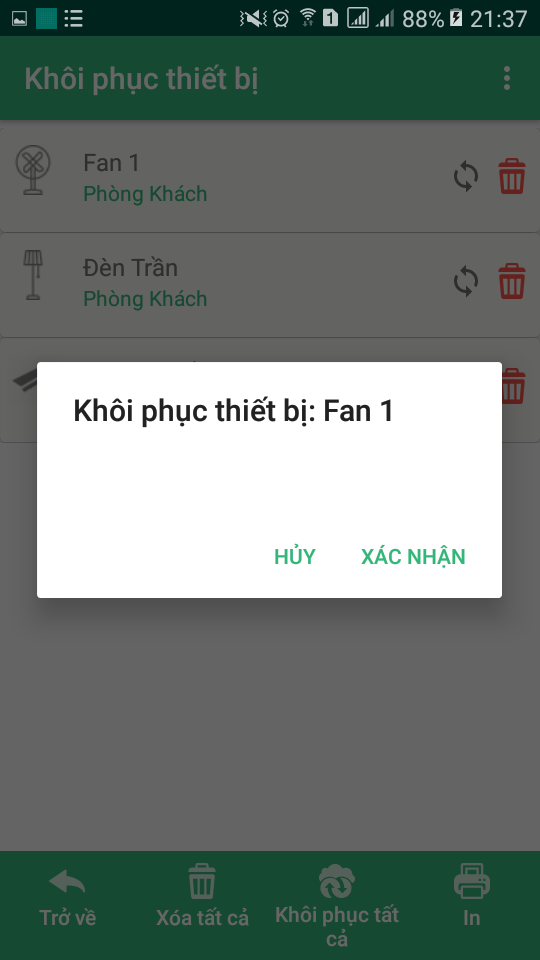 1
88%
21:37
Khôi phục thiết bị
Fan 1
Phòng Khách
Đèn Trần
Phòng Khách
Khôi phục thiết bị: Fan 1
HỦY
XÁC NHẬN
Trở về
Xóa tất cả
Khôi phục tất
cả
In